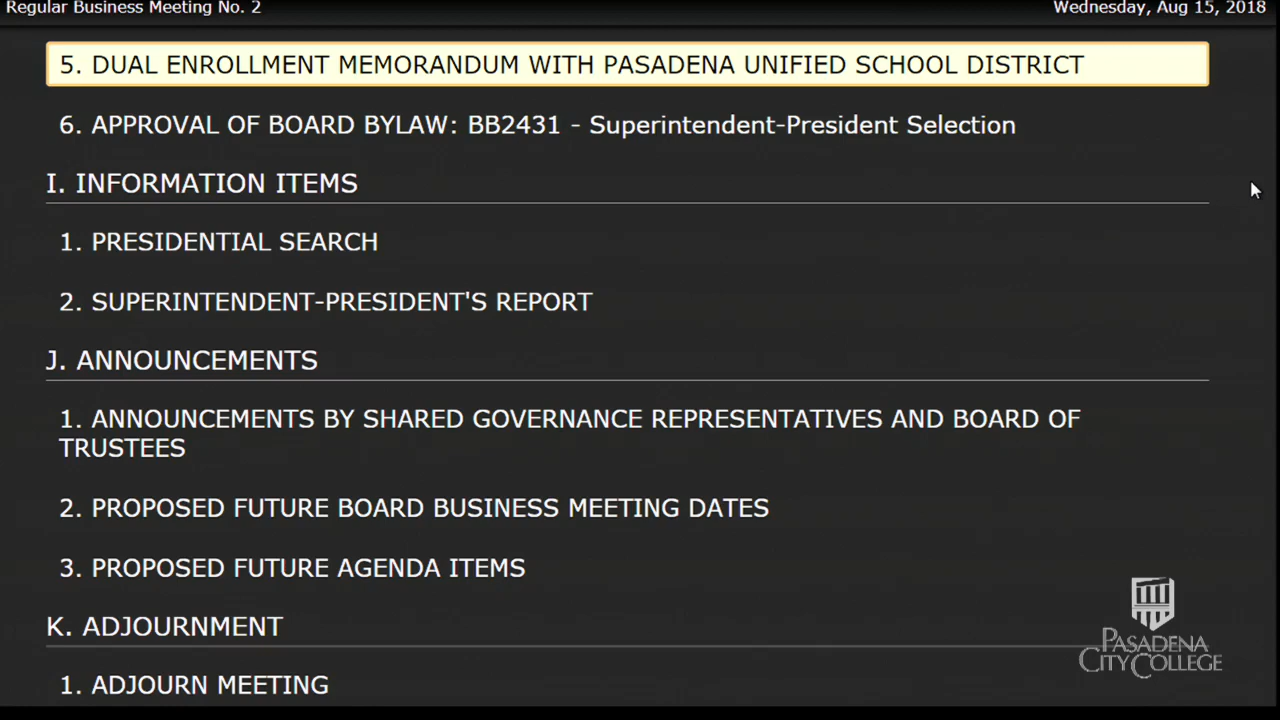 Regular Business Meeting No. 2
Wednesday, Aug 15, 2018
5. DUAL ENROLLMENT MEMORANDUM WITH PASADENA UNIFIED SCHOOL DISTRICT
6. APPROVAL OF BOARD BYLAW: BB2431 - Superintendent-President Selection
I. INFORMATION ITEMS
1. PRESIDENTIAL SEARCH
2. SUPERINTENDENT-PRESIDENT'S REPORT
J. ANNOUNCEMENTS
1. ANNOUNCEMENTS BY SHARED GOVERNANCE REPRESENTATIVES AND BOARD OF
TRUSTEES
2. PROPOSED FUTURE BOARD BUSINESS MEETING DATES
3. PROPOSED FUTURE AGENDA ITEMS
K. ADJOURNMENT
1. ADJOURN MEETING
PASADENA
CITY COLLEGE